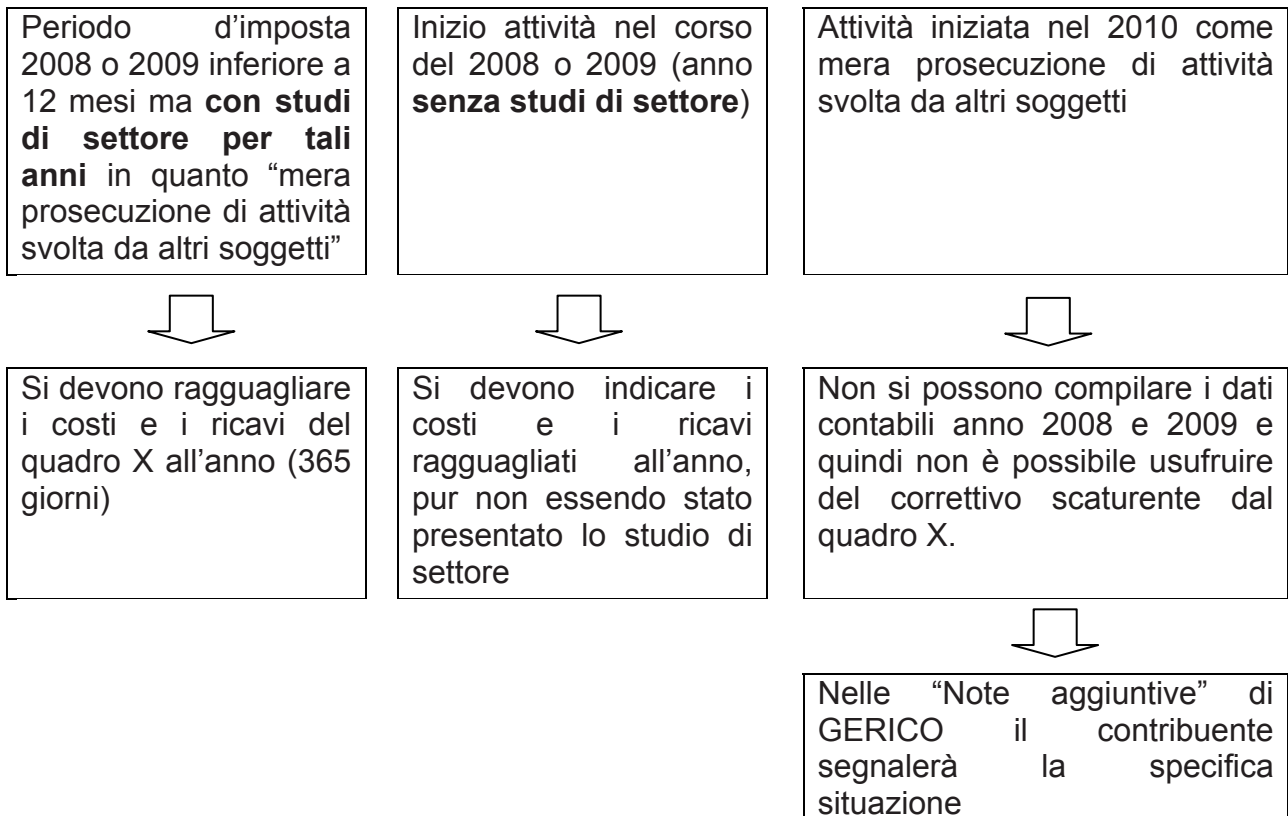 Periodo d'imposta
2008 o 2009 inferiore a
12 mesi ma con studi
di settore per tali
anni in quanto “mera
prosecuzione di attività
svolta da altri soggetti”
Inizio attività nel corso
del 2008 o 2009 (anno
senza studi di settore)
Attività iniziata nel 2010 come
mera prosecuzione di attività
svolta da altri soggetti
Si devono ragguagliare
i costi e i ricavi del
quadro X all’anno (365
giorni)
Si devono indicare i
costi e i ricavi
ragguagliati all’anno,
pur non essendo stato
presentato lo studio di
settore
Non si possono compilare i dati
contabili anno 2008 e 2009 e
quindi non è possibile usufruire
del correttivo scaturente dal
quadro X.
Nelle “Note aggiuntive” di
GERICO il contribuente
segnalerà la specifica
situazione